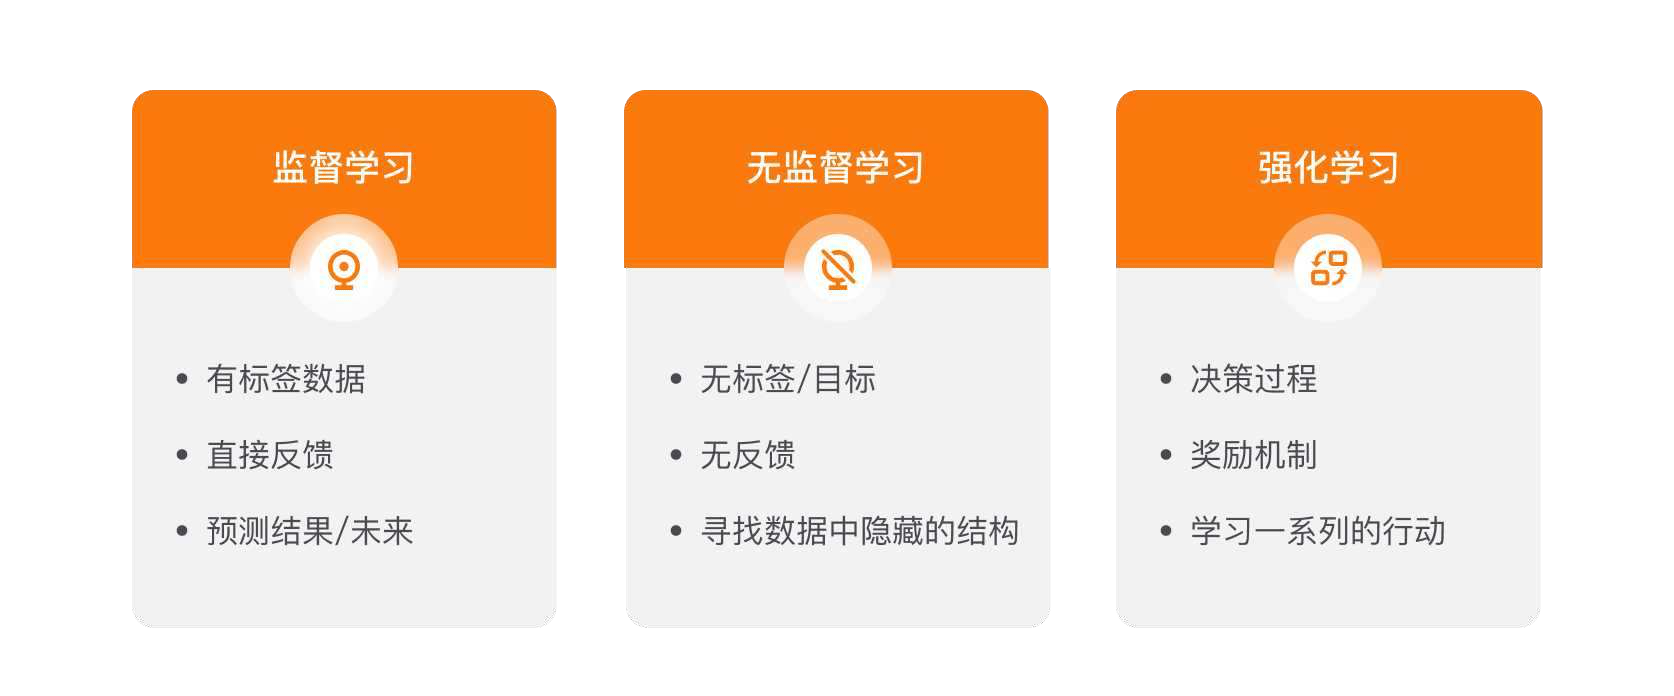 监督学习
• 有标签数据
• 直接反馈
• 预测结果/未来
无监督学习
• 无标签/目标
• 无反馈
• 寻找数据中隐藏的结构
强化学习
• 决策过程
• 奖励机制
• 学习一系列的行动